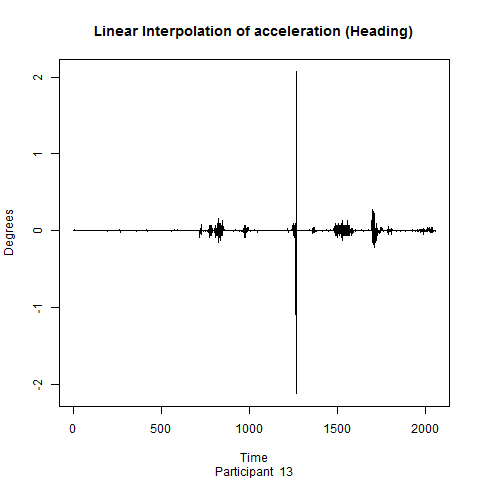 Linear Interpolation of acceleration (Heading)
2
1
0
-1
-2
Degrees
0 500 1000 1500 2000
Time
Participant 13